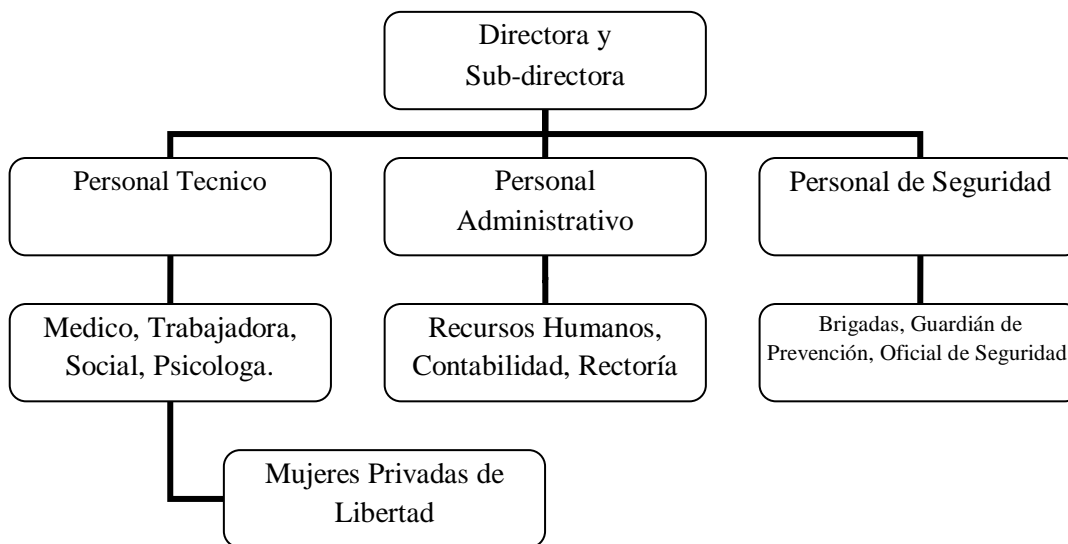 Directora y
Sub-directora
Personal Tecnico
Personal
Administrativo
Personal de Seguridad
Medico, Trabajadora,
Social, Psicologa.
Recursos Humanos,
Contabilidad, Rectoría
Brigadas, Guardián de
Prevención, Oficial de Seguridad
Mujeres Privadas de
Libertad